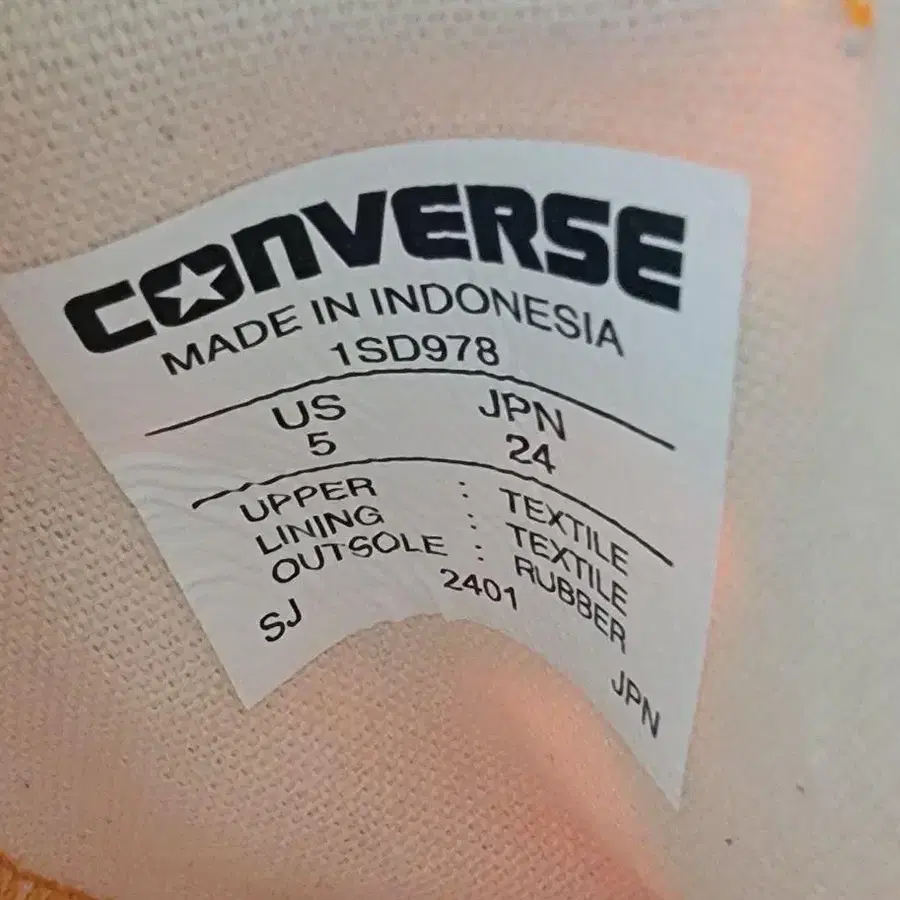 CONVERSE
MADE IN INDONESIA
1SD978
US JPN
5 24
UPPER : TEXTILE
LINING : TEXTILE
OUTSOLE : RUBBER
SJ 2401 JPN